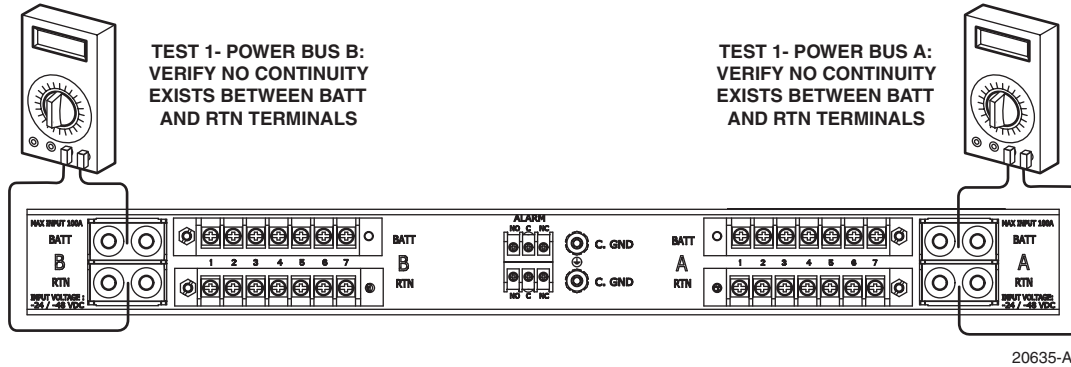 TEST 1- POWER BUS B:
VERIFY NO CONTINUITY
EXISTS BETWEEN BATT
AND RTN TERMINALS
TEST 1- POWER BUS A:
VERIFY NO CONTINUITY
EXISTS BETWEEN BATT
AND RTN TERMINALS
MAX INPUT 100A
BATT
B
RTN
INPUT VOLTAGE:
-24 / -48 VDC
1 2 3 4 5 6 7
BATT
B
RTN
ALARM
NO C NC
NO C NC
C. GND
C. GND
BATT
A
RTN
1 2 3 4 5 6 7
MAX INPUT 100A
BATT
A
RTN
INPUT VOLTAGE:
-24 / -48 VDC
20635-A